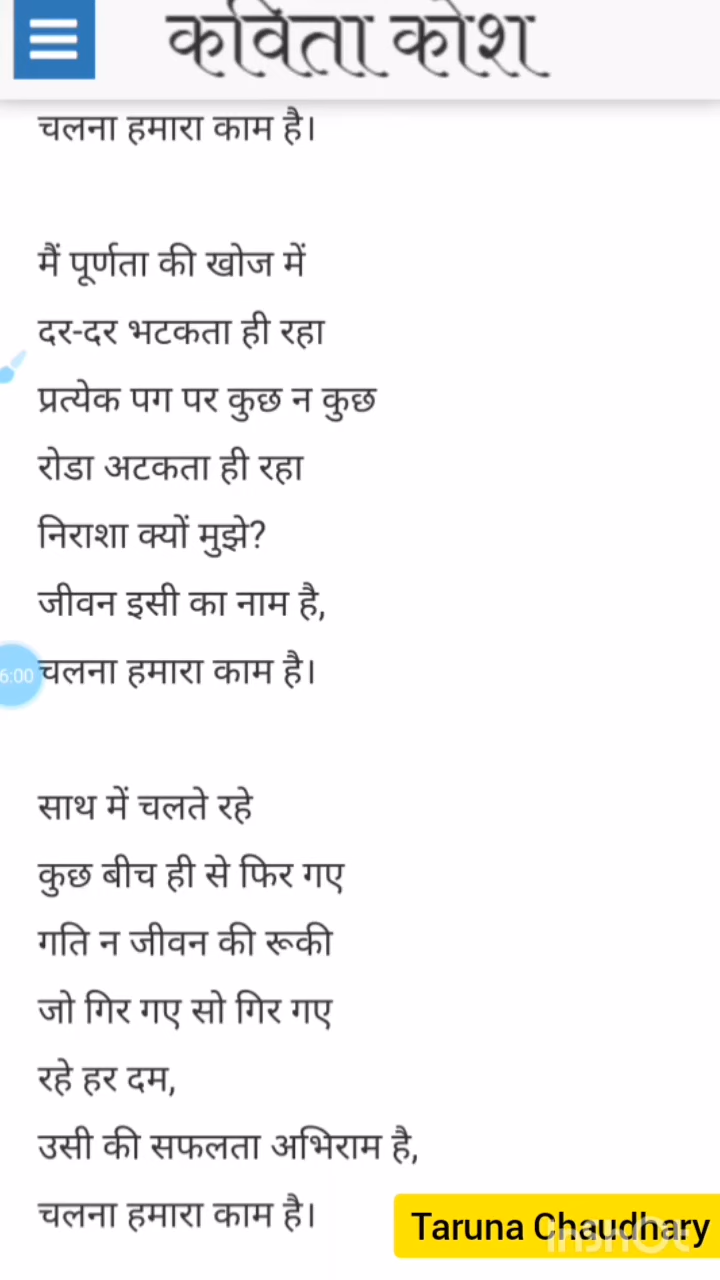 कविता कोश
चलना हमारा काम है।
मैं पूर्णता की खोज में
दर-दर भटकता ही रहा
प्रत्येक पग पर कुछ न कुछ
रोडा अटकता ही रहा
निराशा क्यों मुझे?
जीवन इसी का नाम है,
6:00
चलना हमारा काम है।
साथ में चलते रहे
कुछ बीच ही से फिर गए
गति न जीवन की रूकी
जो गिर गए सो गिर गए
रहे हर दम,
उसी की सफलता अभिराम है,
चलना हमारा काम है।
Taruna Chaudhary